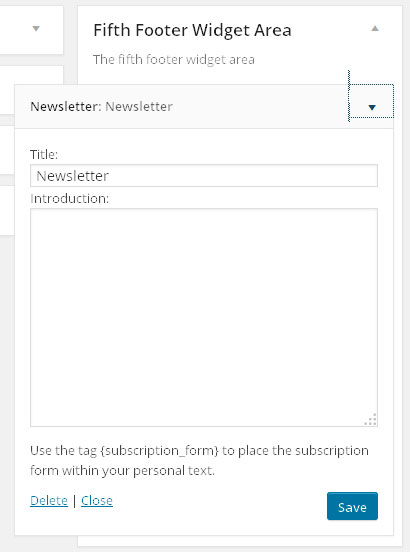 Fifth Footer Widget Area
The fifth footer widget area
Newsletter: Newsletter
Title:
Newsletter
Introduction:
Use the tag {subscription_form} to place the subscription
form within your personal text.
Delete | Close
Save